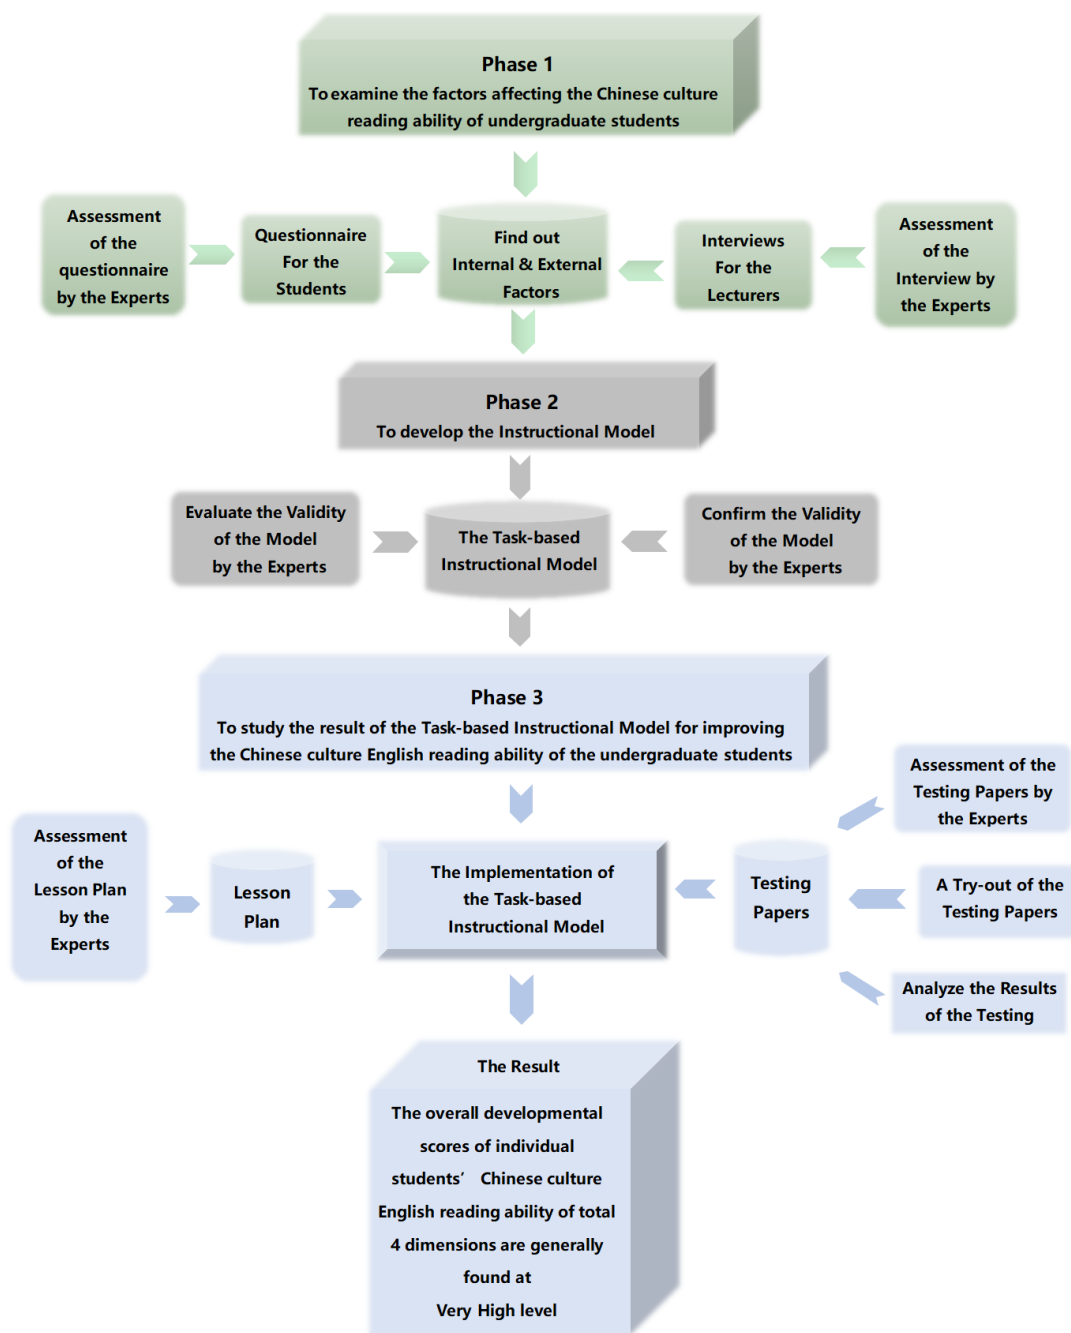 Phase 1
To examine the factors affecting the Chinese culture
reading ability of undergraduate students
Assessment
of the
questionnaire
by the Experts
Questionnaire
For the
Students
Find out
Internal & External
Factors
Interviews
For the
Lecturers
Assessment
of the
Interview by
the Experts
Phase 2
To develop the Instructional Model
Evaluate the Validity
of the Model
by the Experts
The Task-based
Instructional Model
Confirm the Validity
of the Model
by the Experts
Phase 3
To study the result of the Task-based Instructional Model for improving
the Chinese culture English reading ability of the undergraduate students
Assessment
of the
Lesson Plan
by the
Experts
Lesson
Plan
The Implementation of
the Task-based
Instructional Model
Testing
Papers
Assessment of the
Testing Papers by
the Experts
A Try-out of the
Testing Papers
Analyze the Results
of the Testing
The Result
The overall developmental
scores of individual
students’ Chinese culture
English reading ability of total
4 dimensions are generally
found at
Very High level